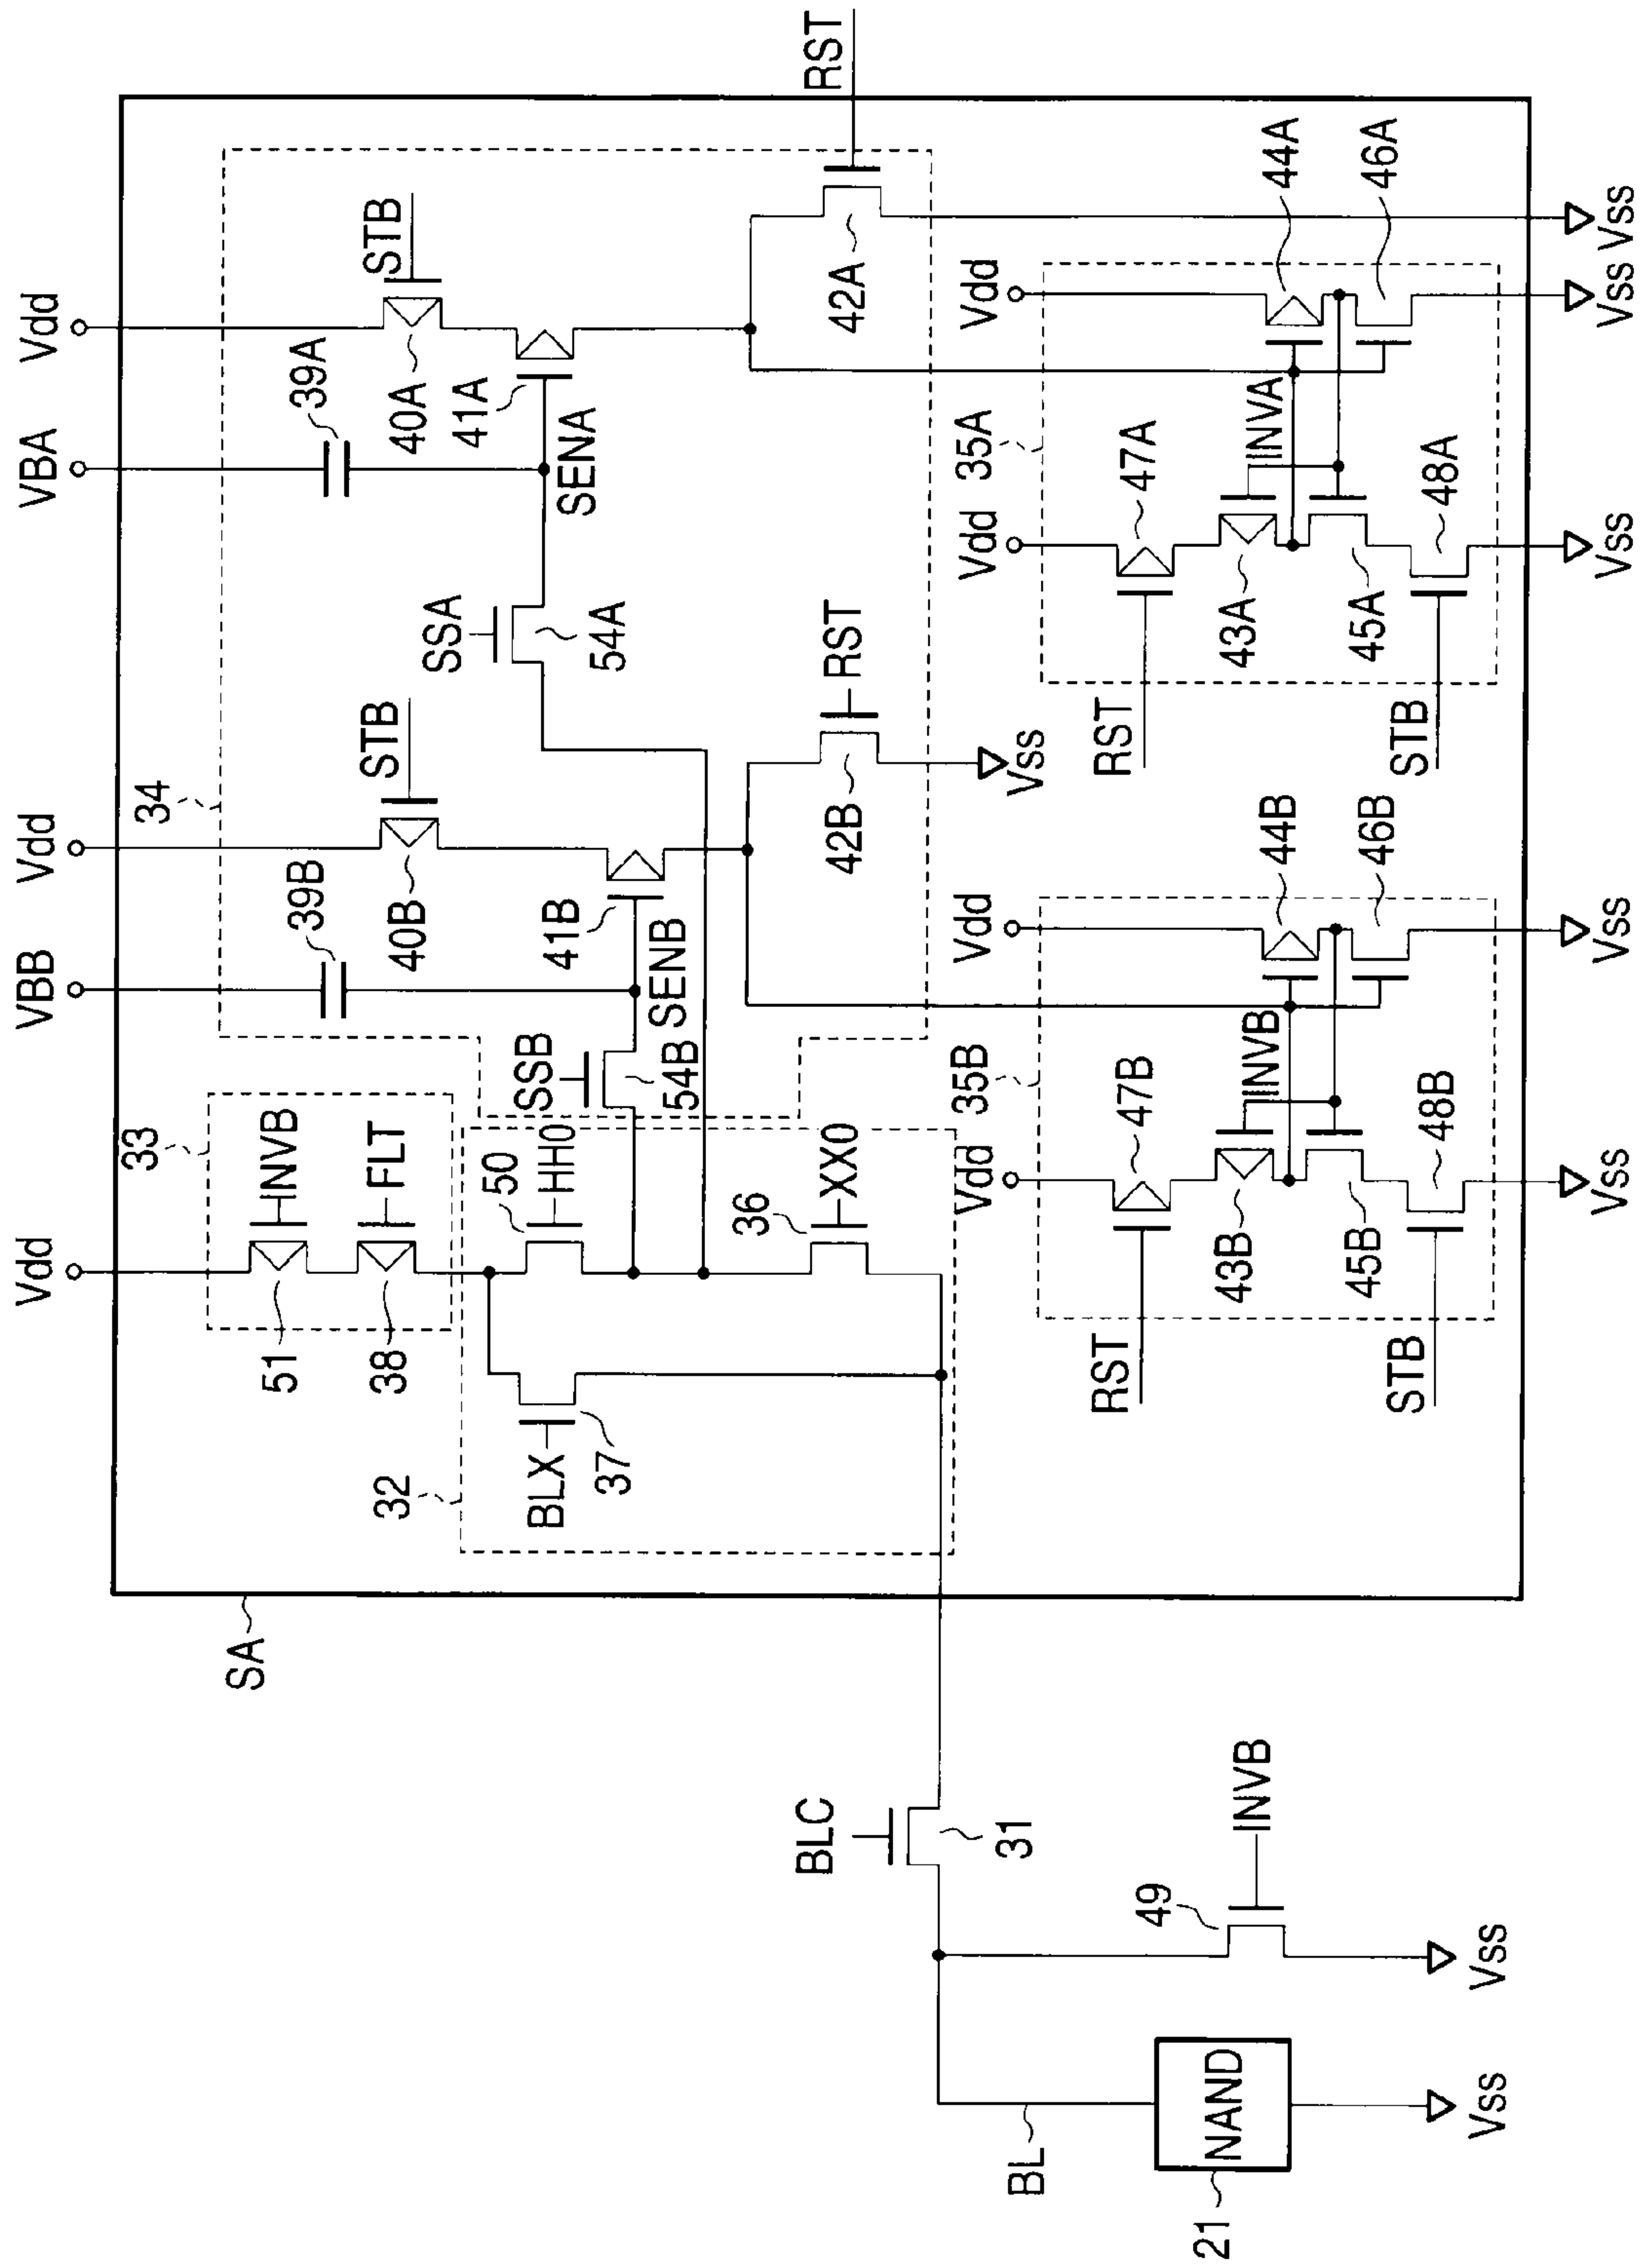 SA
Vdd
VBB
Vdd
VBA
Vdd
33
INVB
51
FLT
38
34
39B
STB
40B
41B
SENB
SSB
54B
39A
STB
40A
41A
SENA
SSA
54A
RST
42A
RST
42B
Vss
32
50
HH0
BLX
37
36
XX0
BLC
31
49
INVB
Vss
BL
NAND
21
Vss
35B
Vdd
Vdd
47B
RST
INVB
43B
44B
45B
46B
STB
48B
Vss
Vss
35A
Vdd
Vdd
47A
RST
INVA
43A
44A
45A
46A
STB
48A
Vss
Vss
Vss